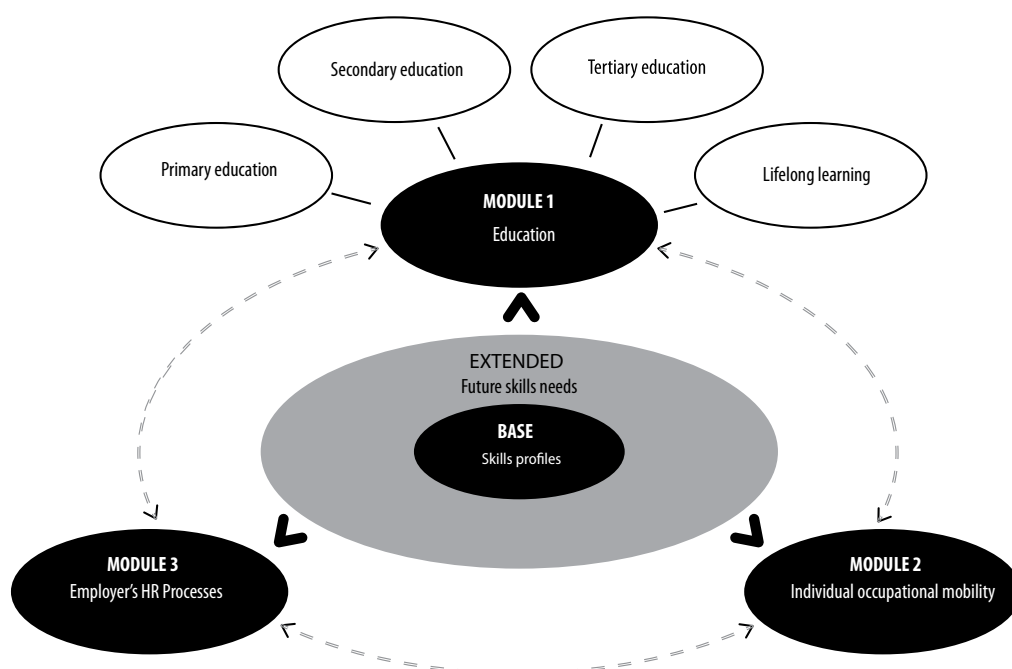 Secondary education
Tertiary education
Primary education
Lifelong learning
MODULE 1
Education
EXTENDED
Future skills needs
BASE
Skills profiles
MODULE 3
Employer's HR Processes
MODULE 2
Individual occupational mobility